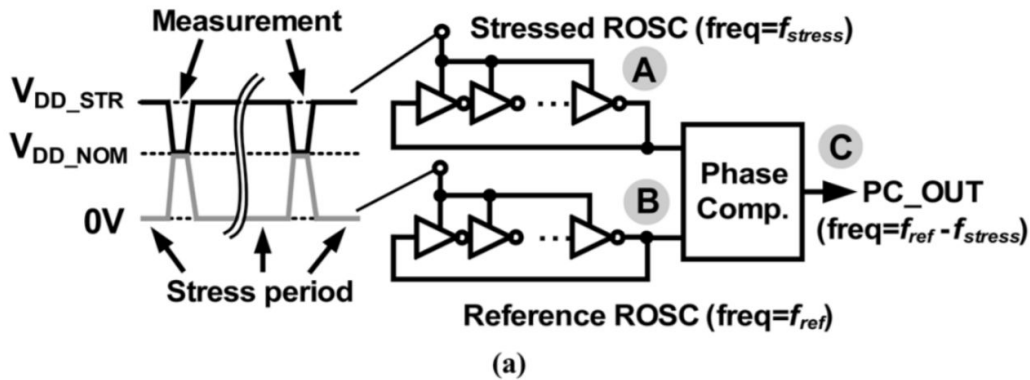 Measurement
Stressed ROSC (freq=fstress)
A
VDD_STR
VDD_NOM
0V
Stress period
Phase
Comp.
C
PC_OUT
(freq=fref - fstress)
B
Reference ROSC (freq=fref)
(a)